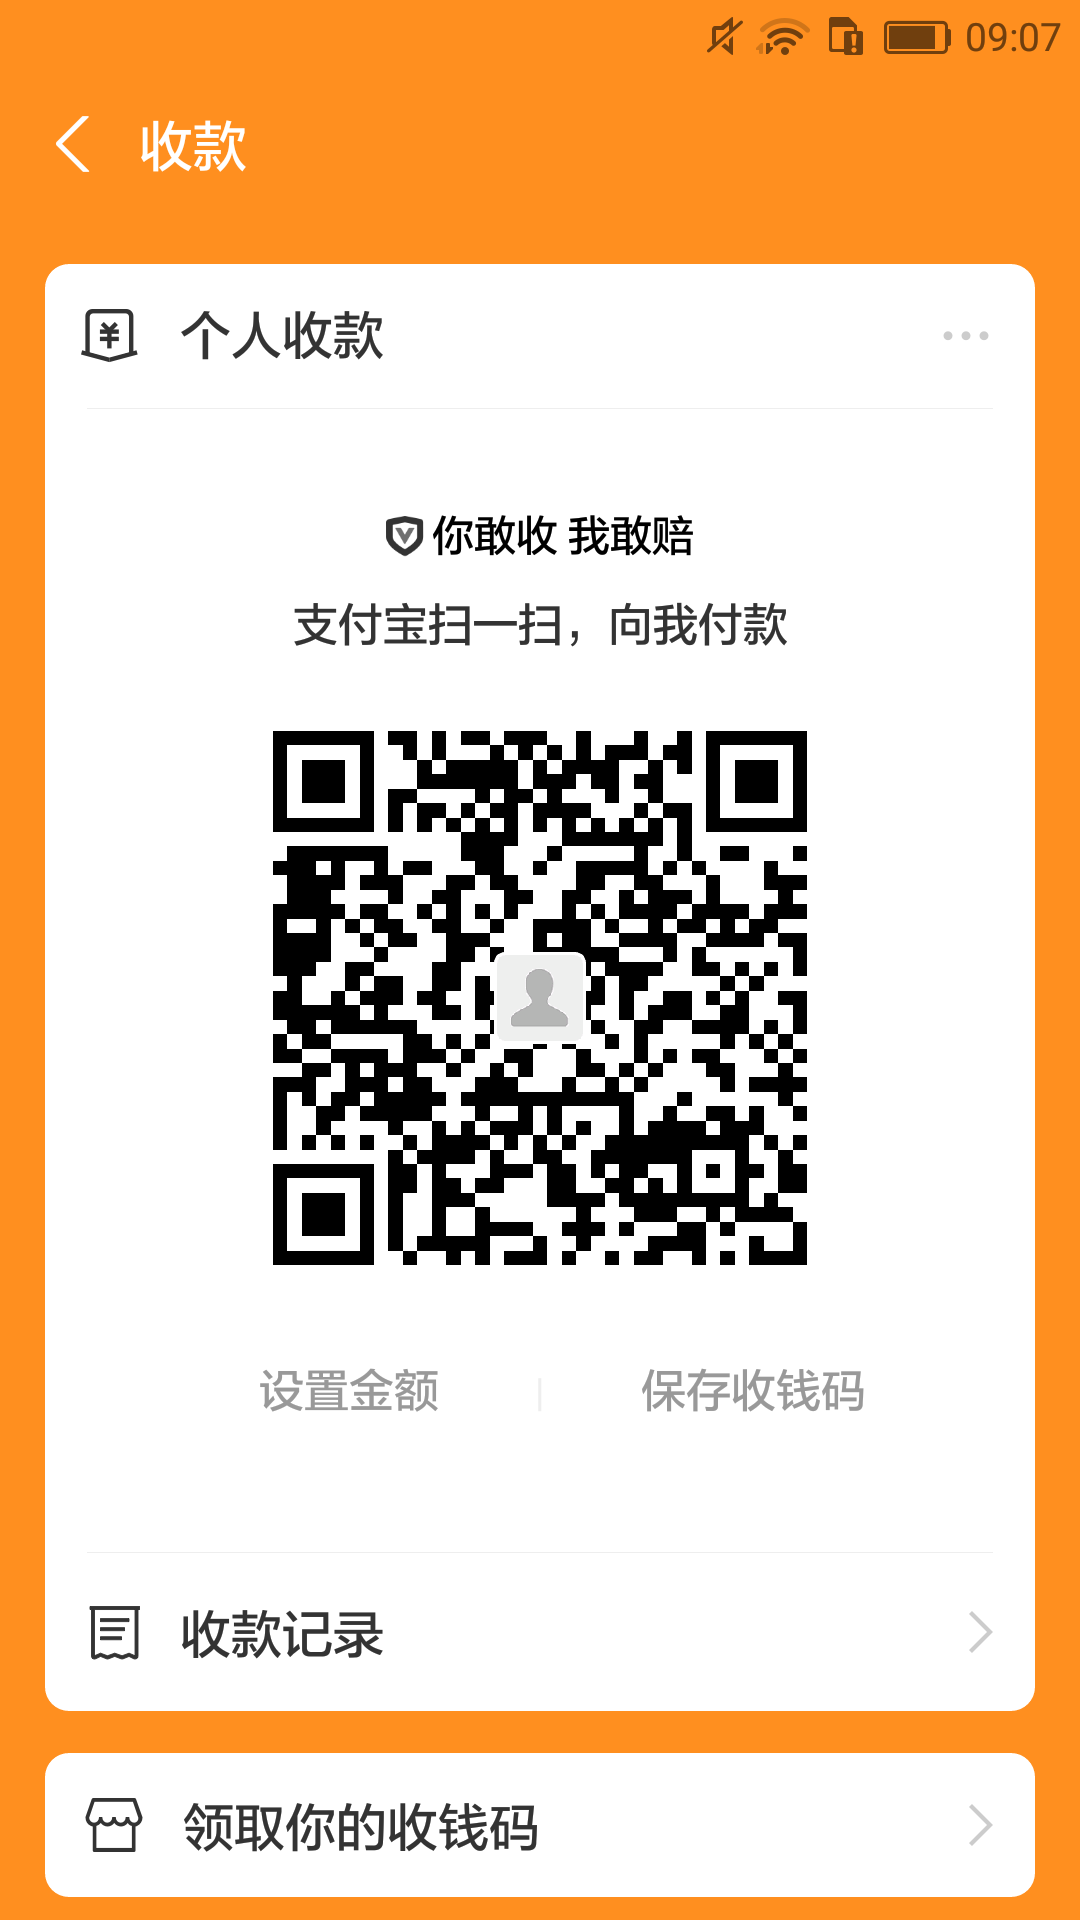 09:07
收款
个人收款
你敢收 我敢赔
支付宝扫一扫，向我付款
设置金额
保存收钱码
收款记录
领取你的收钱码